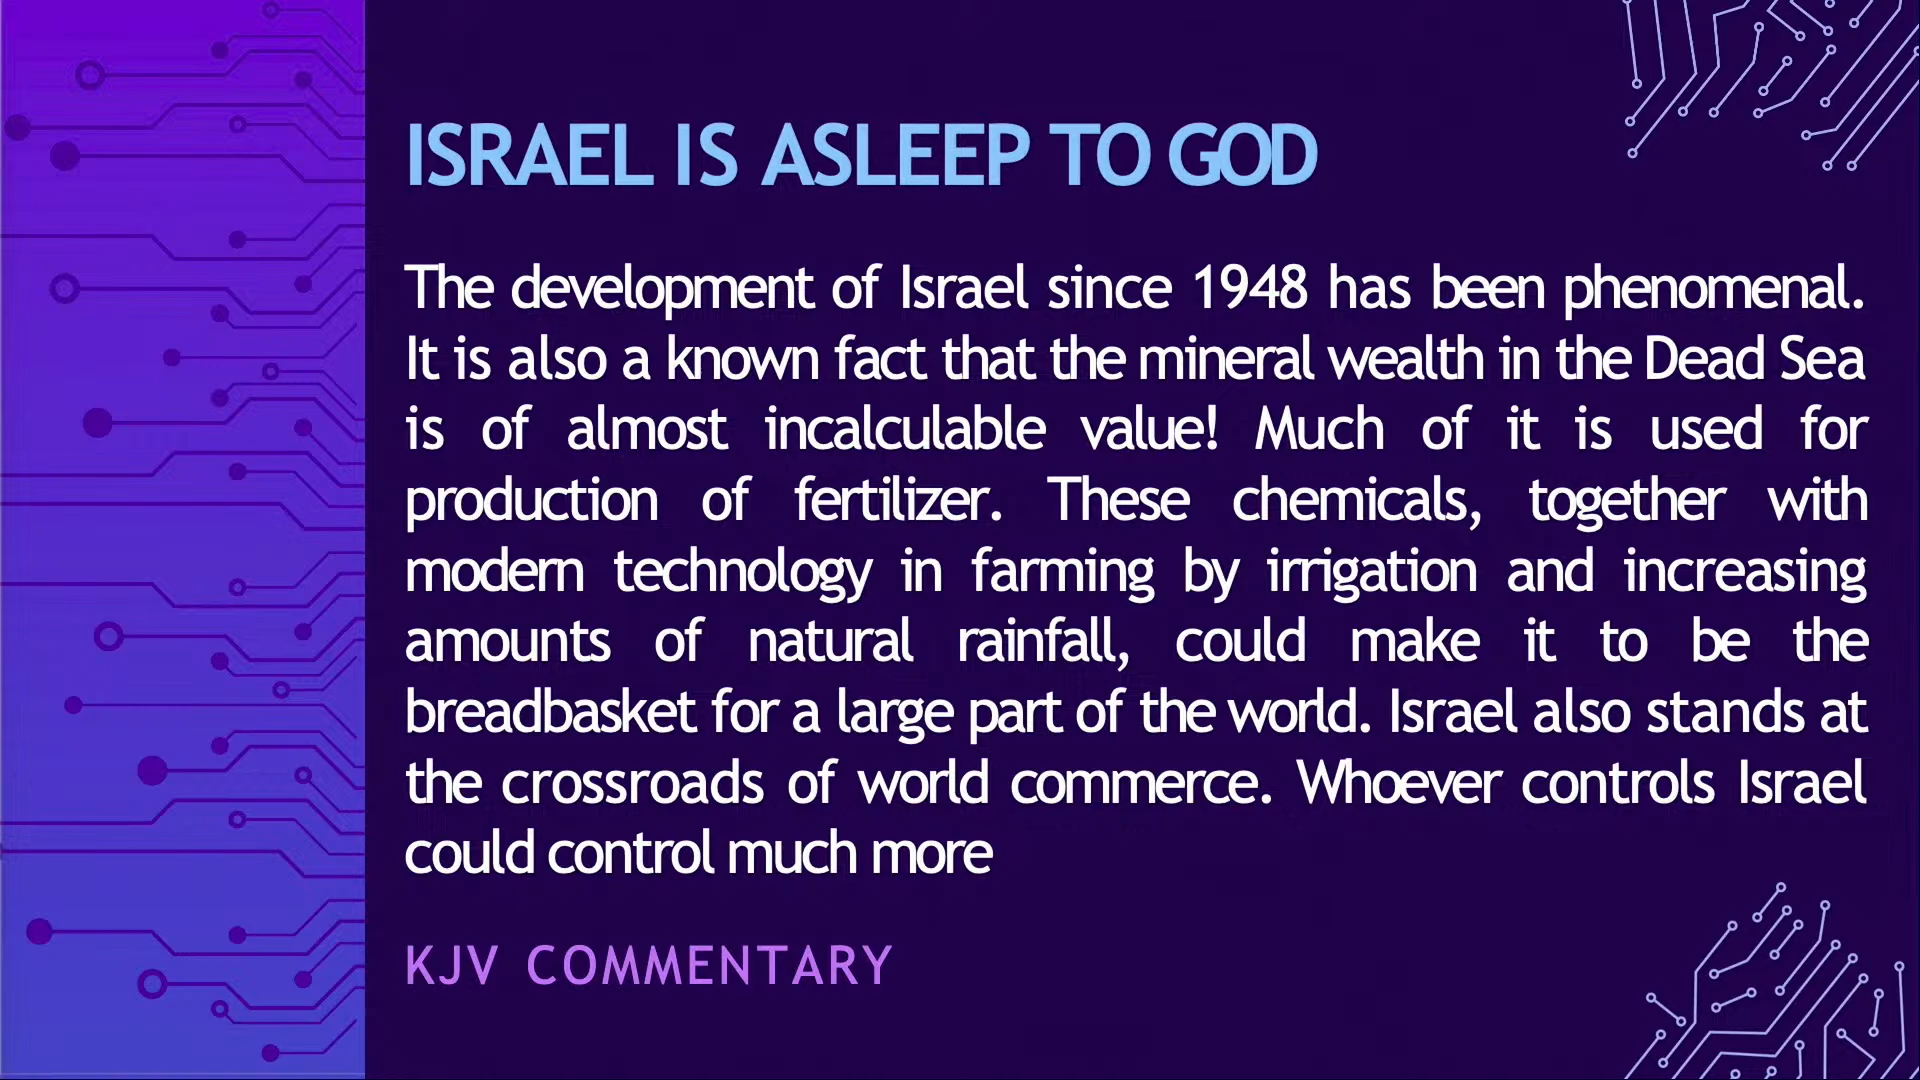 ISRAEL IS ASLEEP TO GOD
The development of Israel since 1948 has been phenomenal.
It is also a known fact that the mineral wealth in the Dead Sea
is of almost incalculable value! Much of it is used for
production of fertilizer. These chemicals, together with
modern technology in farming by irrigation and increasing
amounts of natural rainfall, could make it to be the
breadbasket for a large part of the world. Israel also stands at
the crossroads of world commerce. Whoever controls Israel
could control much more
KJV COMMENTARY